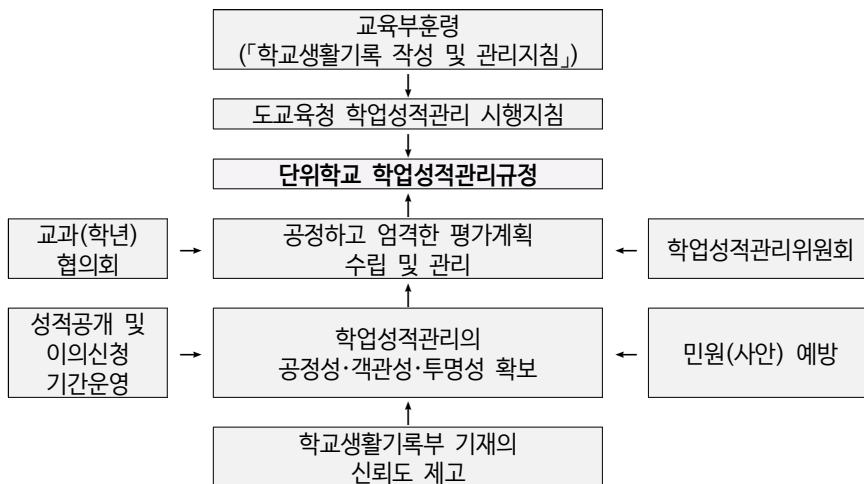 교육부훈령
(「학교생활기록 작성 및 관리지침」)
도교육청 학업성적관리 시행지침
단위학교 학업성적관리규정
교과(학년)
협의회
공정하고 엄격한 평가계획
수립 및 관리
학업성적관리위원회
성적공개 및
이의신청
기간운영
학업성적관리의
공정성·객관성·투명성 확보
민원(사안) 예방
학교생활기록부 기재의
신뢰도 제고